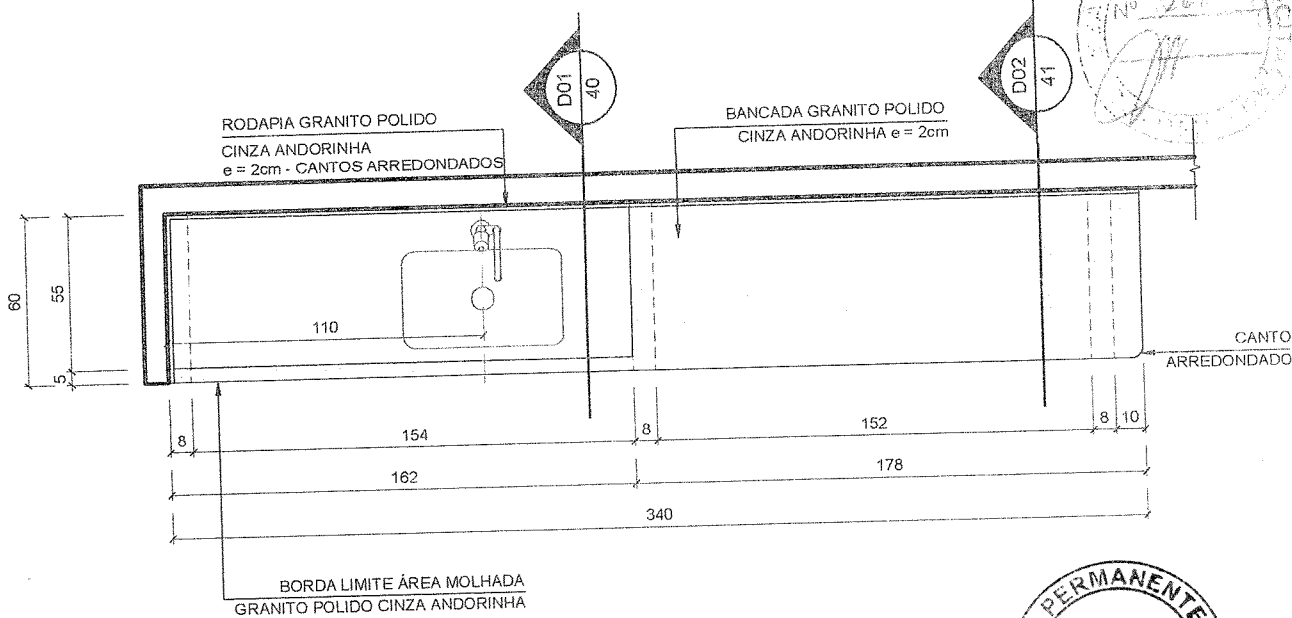 Nº 261
D01
40
D02
41
RODAPIA GRANITO POLIDO
CINZA ANDORINHA
e = 2cm - CANTOS ARREDONDADOS
BANCADA GRANITO POLIDO
CINZA ANDORINHA e = 2cm
60
55
5
110
CANTO
ARREDONDADO
8
154
8
152
8
10
162
178
340
BORDA LIMITE ÁREA MOLHADA
GRANITO POLIDO CINZA ANDORINHA
PERMANENTE